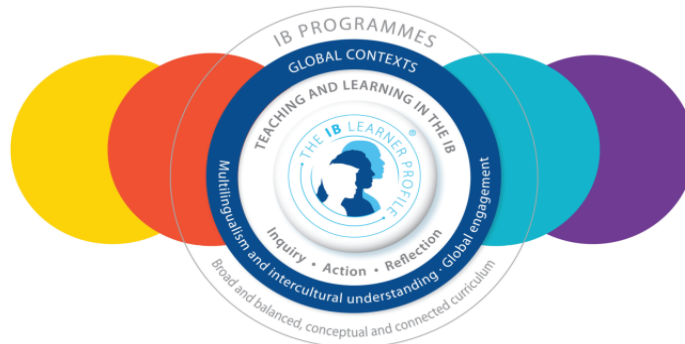 IB PROGRAMMES
GLOBAL CONTEXTS
TEACHING AND LEARNING IN THE IB
THE IB LEARNER PROFILE
®
Inquiry • Action • Reflection
Multilingualism and intercultural understanding · Global engagement
Broad and balanced, conceptual and connected curriculum